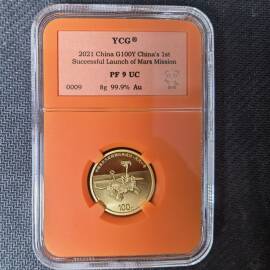 YCG®
2021 China G100Y China's 1st
Successful Launch of Mars Mission
PF 9 UC
0009 8g 99.9% Au
100